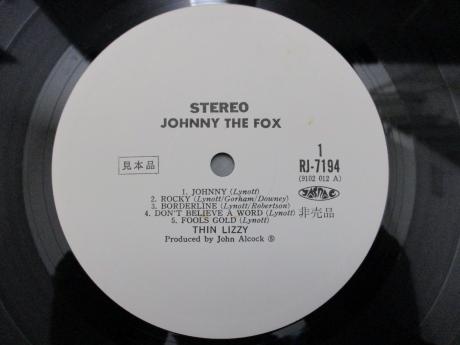 STEREO
JOHNNY THE FOX
見本品
1
RJ-7194
(9102 012 A)
1. JOHNNY (Lynott)
2. ROCKY (Lynott/Gorham/Downey)
3. BORDERLINE (Lynott/Robertson)
4. DON'T BELIEVE A WORD (Lynott)
5. FOOLS GOLD (Lynott)
非売品
THIN LIZZY
Produced by John Alcock Ⓢ